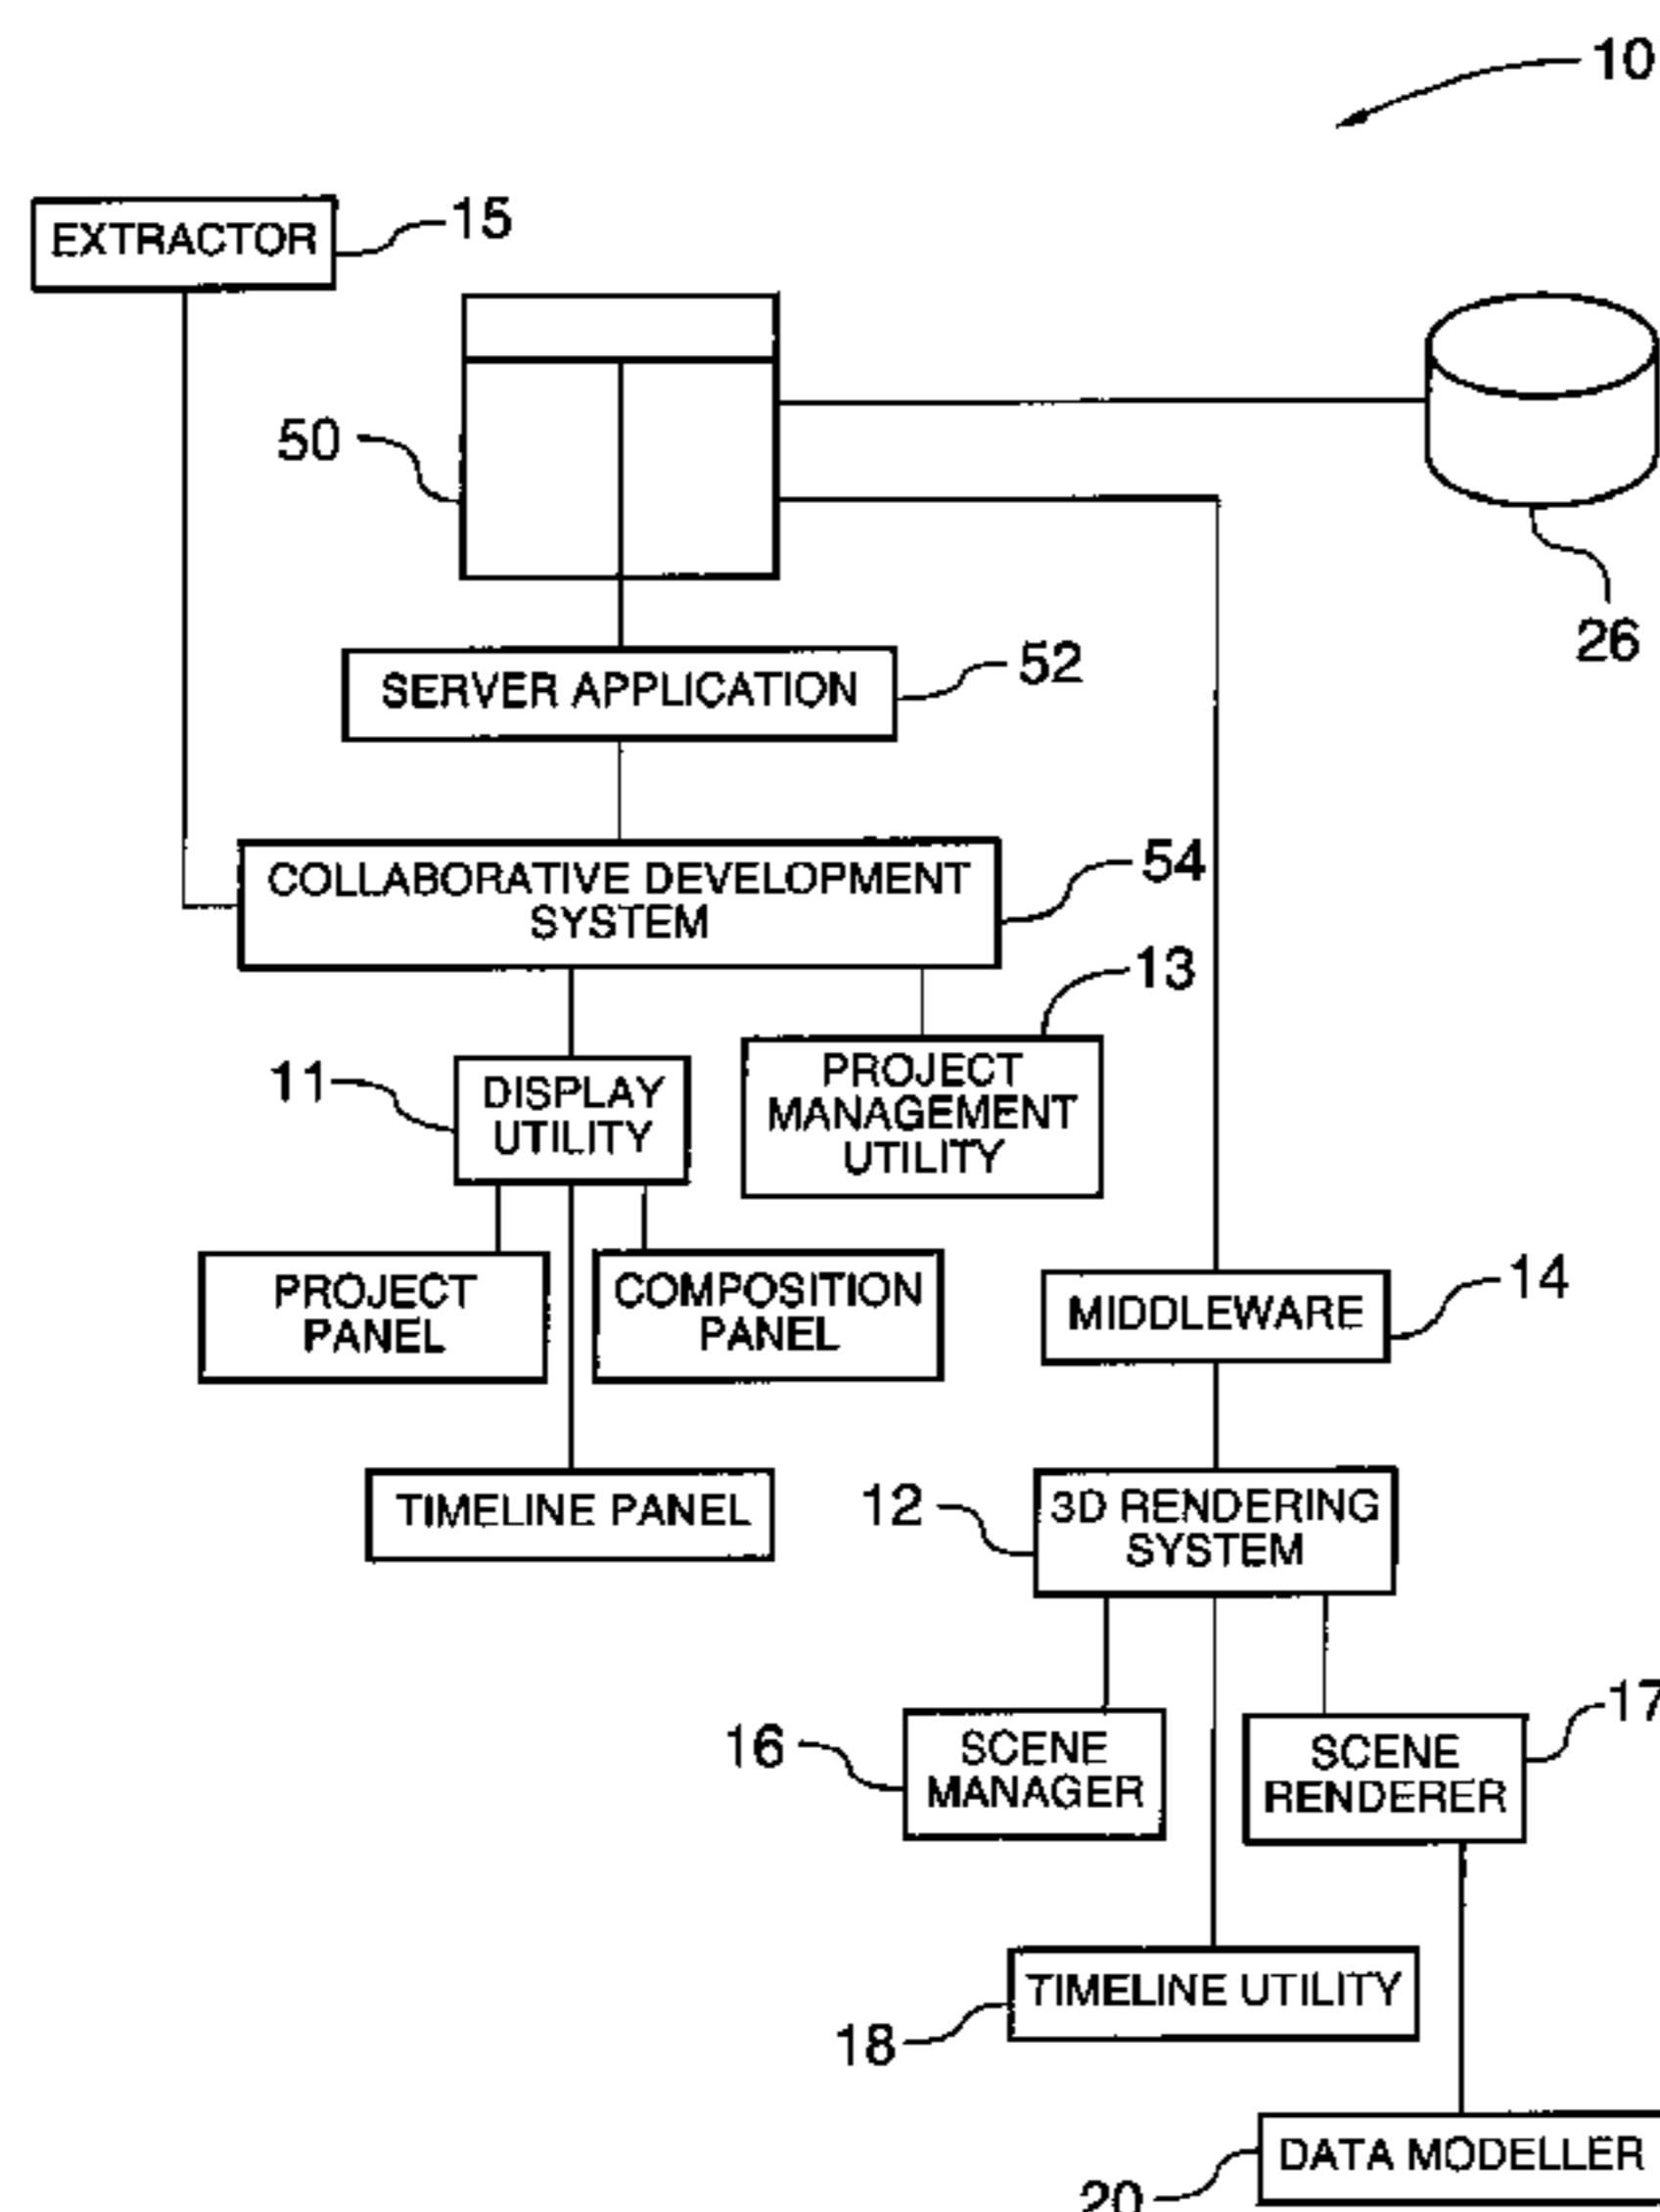 10
EXTRACTOR
15
50
26
SERVER APPLICATION
52
COLLABORATIVE DEVELOPMENT
SYSTEM
54
13
11
DISPLAY
UTILITY
PROJECT
MANAGEMENT
UTILITY
PROJECT
PANEL
COMPOSITION
PANEL
MIDDLEWARE
14
TIMELINE PANEL
12
3D RENDERING
SYSTEM
16
SCENE
MANAGER
SCENE
RENDERER
17
TIMELINE UTILITY
18
DATA MODELLER
20